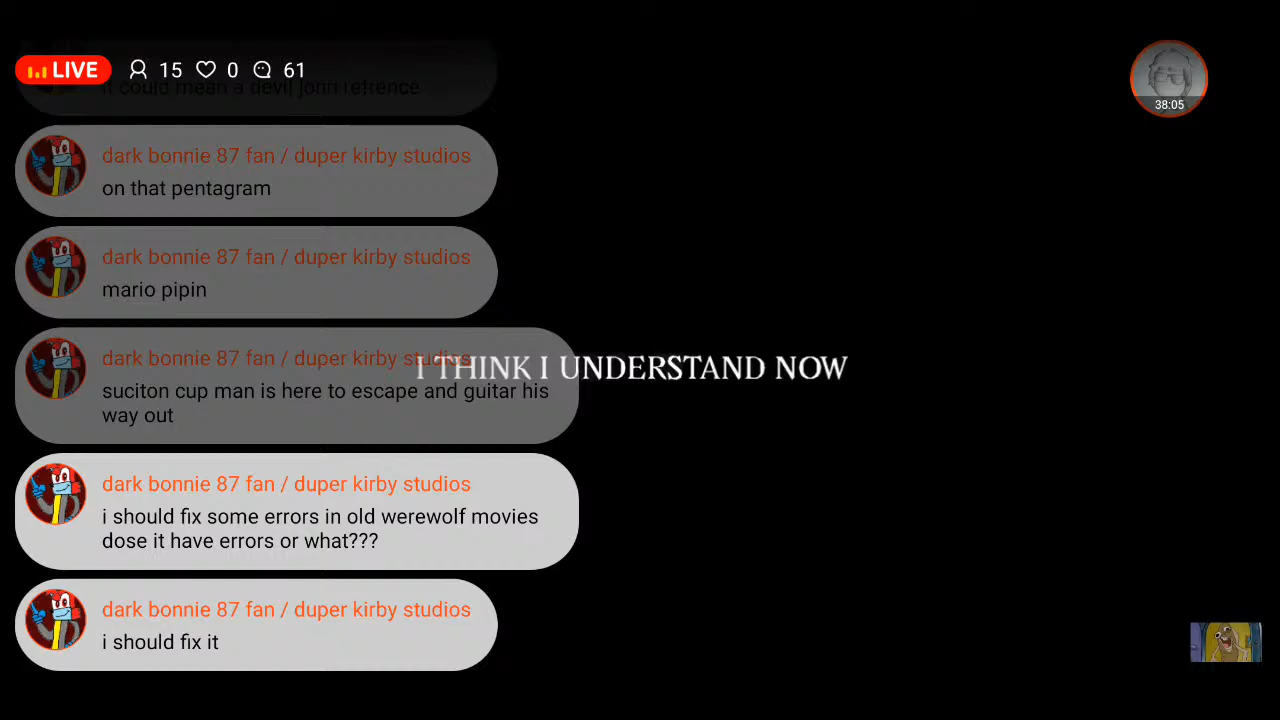 LIVE 15 0 61
38:05
it could mean a devil john refrence
dark bonnie 87 fan / duper kirby studios
on that pentagram
dark bonnie 87 fan / duper kirby studios
mario pipin
dark bonnie 87 fan / duper kirby studios
I THINK I UNDERSTAND NOW
suciton cup man is here to escape and guitar his
way out
dark bonnie 87 fan / duper kirby studios
i should fix some errors in old werewolf movies
dose it have errors or what???
dark bonnie 87 fan / duper kirby studios
i should fix it